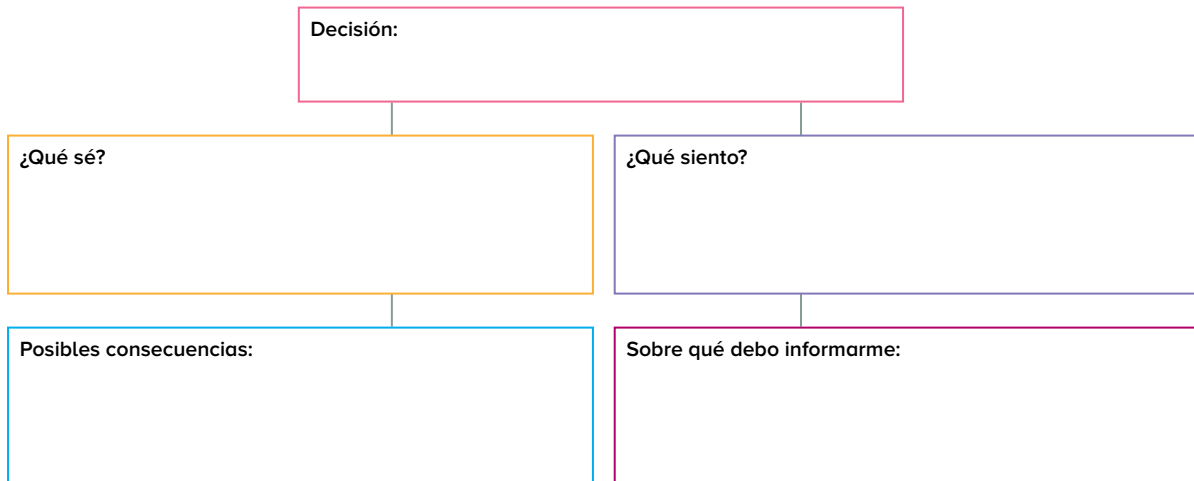 Decisión:
¿Qué sé?
¿Qué siento?
Posibles consecuencias:
Sobre qué debo informarme: